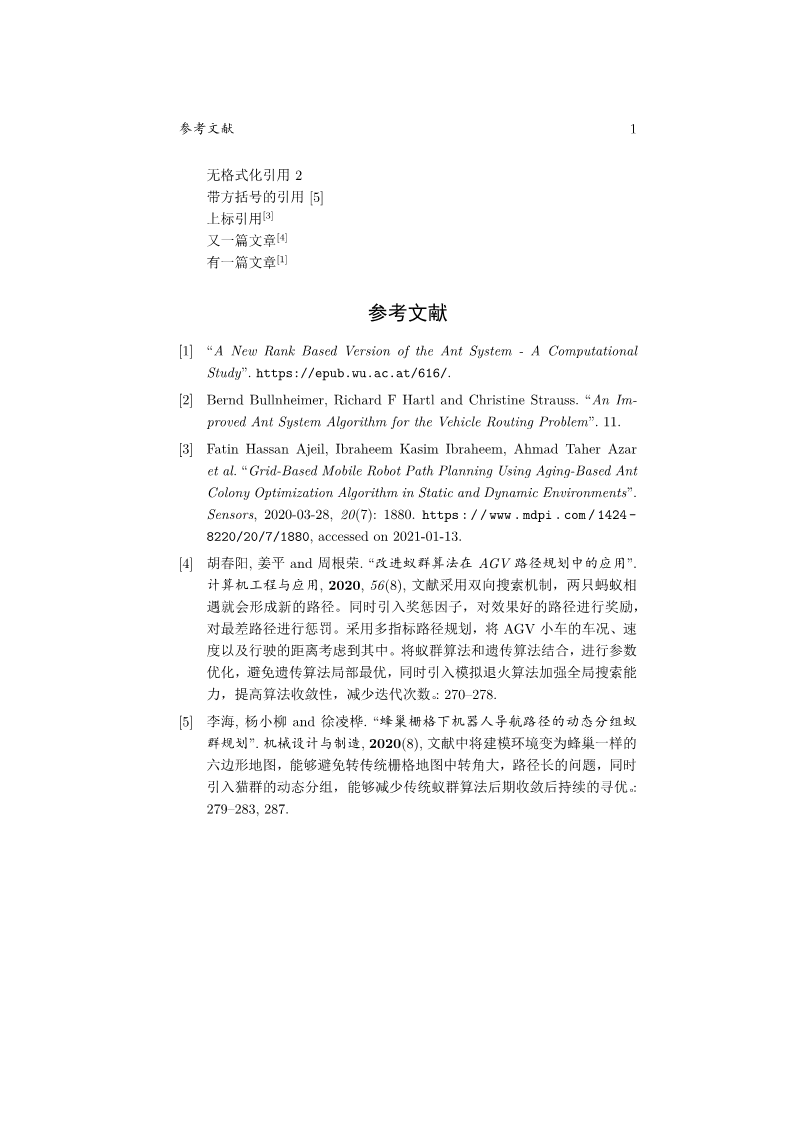 参考文献 1
无格式化引用 2
带方括号的引用 [5]
上标引用[3]
又一篇文章[4]
有一篇文章[1]
参考文献
[1] “A New Rank Based Version of the Ant System - A Computational
Study”. https://epub.wu.ac.at/616/.
[2] Bernd Bullnheimer, Richard F Hartl and Christine Strauss. “An Im-
proved Ant System Algorithm for the Vehicle Routing Problem”. 11.
[3] Fatin Hassan Ajeil, Ibraheem Kasim Ibraheem, Ahmad Taher Azar
et al. “Grid-Based Mobile Robot Path Planning Using Aging-Based Ant
Colony Optimization Algorithm in Static and Dynamic Environments”.
Sensors, 2020-03-28, 20(7): 1880. https://www.mdpi.com/1424-
8220/20/7/1880, accessed on 2021-01-13.
[4] 胡春阳, 姜平 and 周根荣. “改进蚁群算法在 AGV 路径规划中的应用”.
计算机工程与应用, 2020, 56(8), 文献采用双向搜索机制，两只蚂蚁相
遇就会形成新的路径。同时引入奖惩因子，对效果好的路径进行奖励，
对最差路径进行惩罚。采用多指标路径规划，将 AGV 小车的车况、速
度以及行驶的距离考虑到其中。将蚁群算法和遗传算法结合，进行参数
优化，避免遗传算法局部最优，同时引入模拟退火算法加强全局搜索能
力，提高算法收敛性，减少迭代次数。: 270–278.
[5] 李海, 杨小柳 and 徐凌桦. “蜂巢栅格下机器人导航路径的动态分组蚁
群规划”. 机械设计与制造, 2020(8), 文献中将建模环境变为蜂巢一样的
六边形地图，能够避免转传统栅格地图中转角大，路径长的问题，同时
引入猫群的动态分组，能够减少传统蚁群算法后期收敛后持续的寻优。:
279–283, 287.